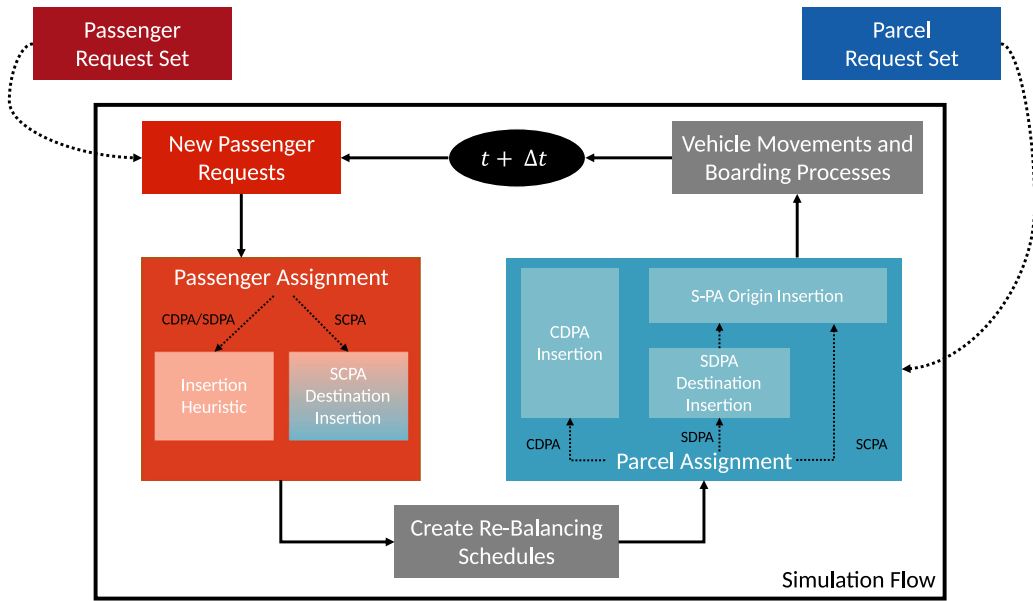 Passenger
Request Set
Parcel
Request Set
New Passenger
Requests
t + Δt
Vehicle Movements and
Boarding Processes
Passenger Assignment
CDPA/SDPA
SCPA
Insertion
Heuristic
SCPA
Destination
Insertion
CDPA
Insertion
S-PA Origin Insertion
SDPA
Destination
Insertion
CDPA
SDPA
SCPA
Parcel Assignment
Create Re-Balancing
Schedules
Simulation Flow